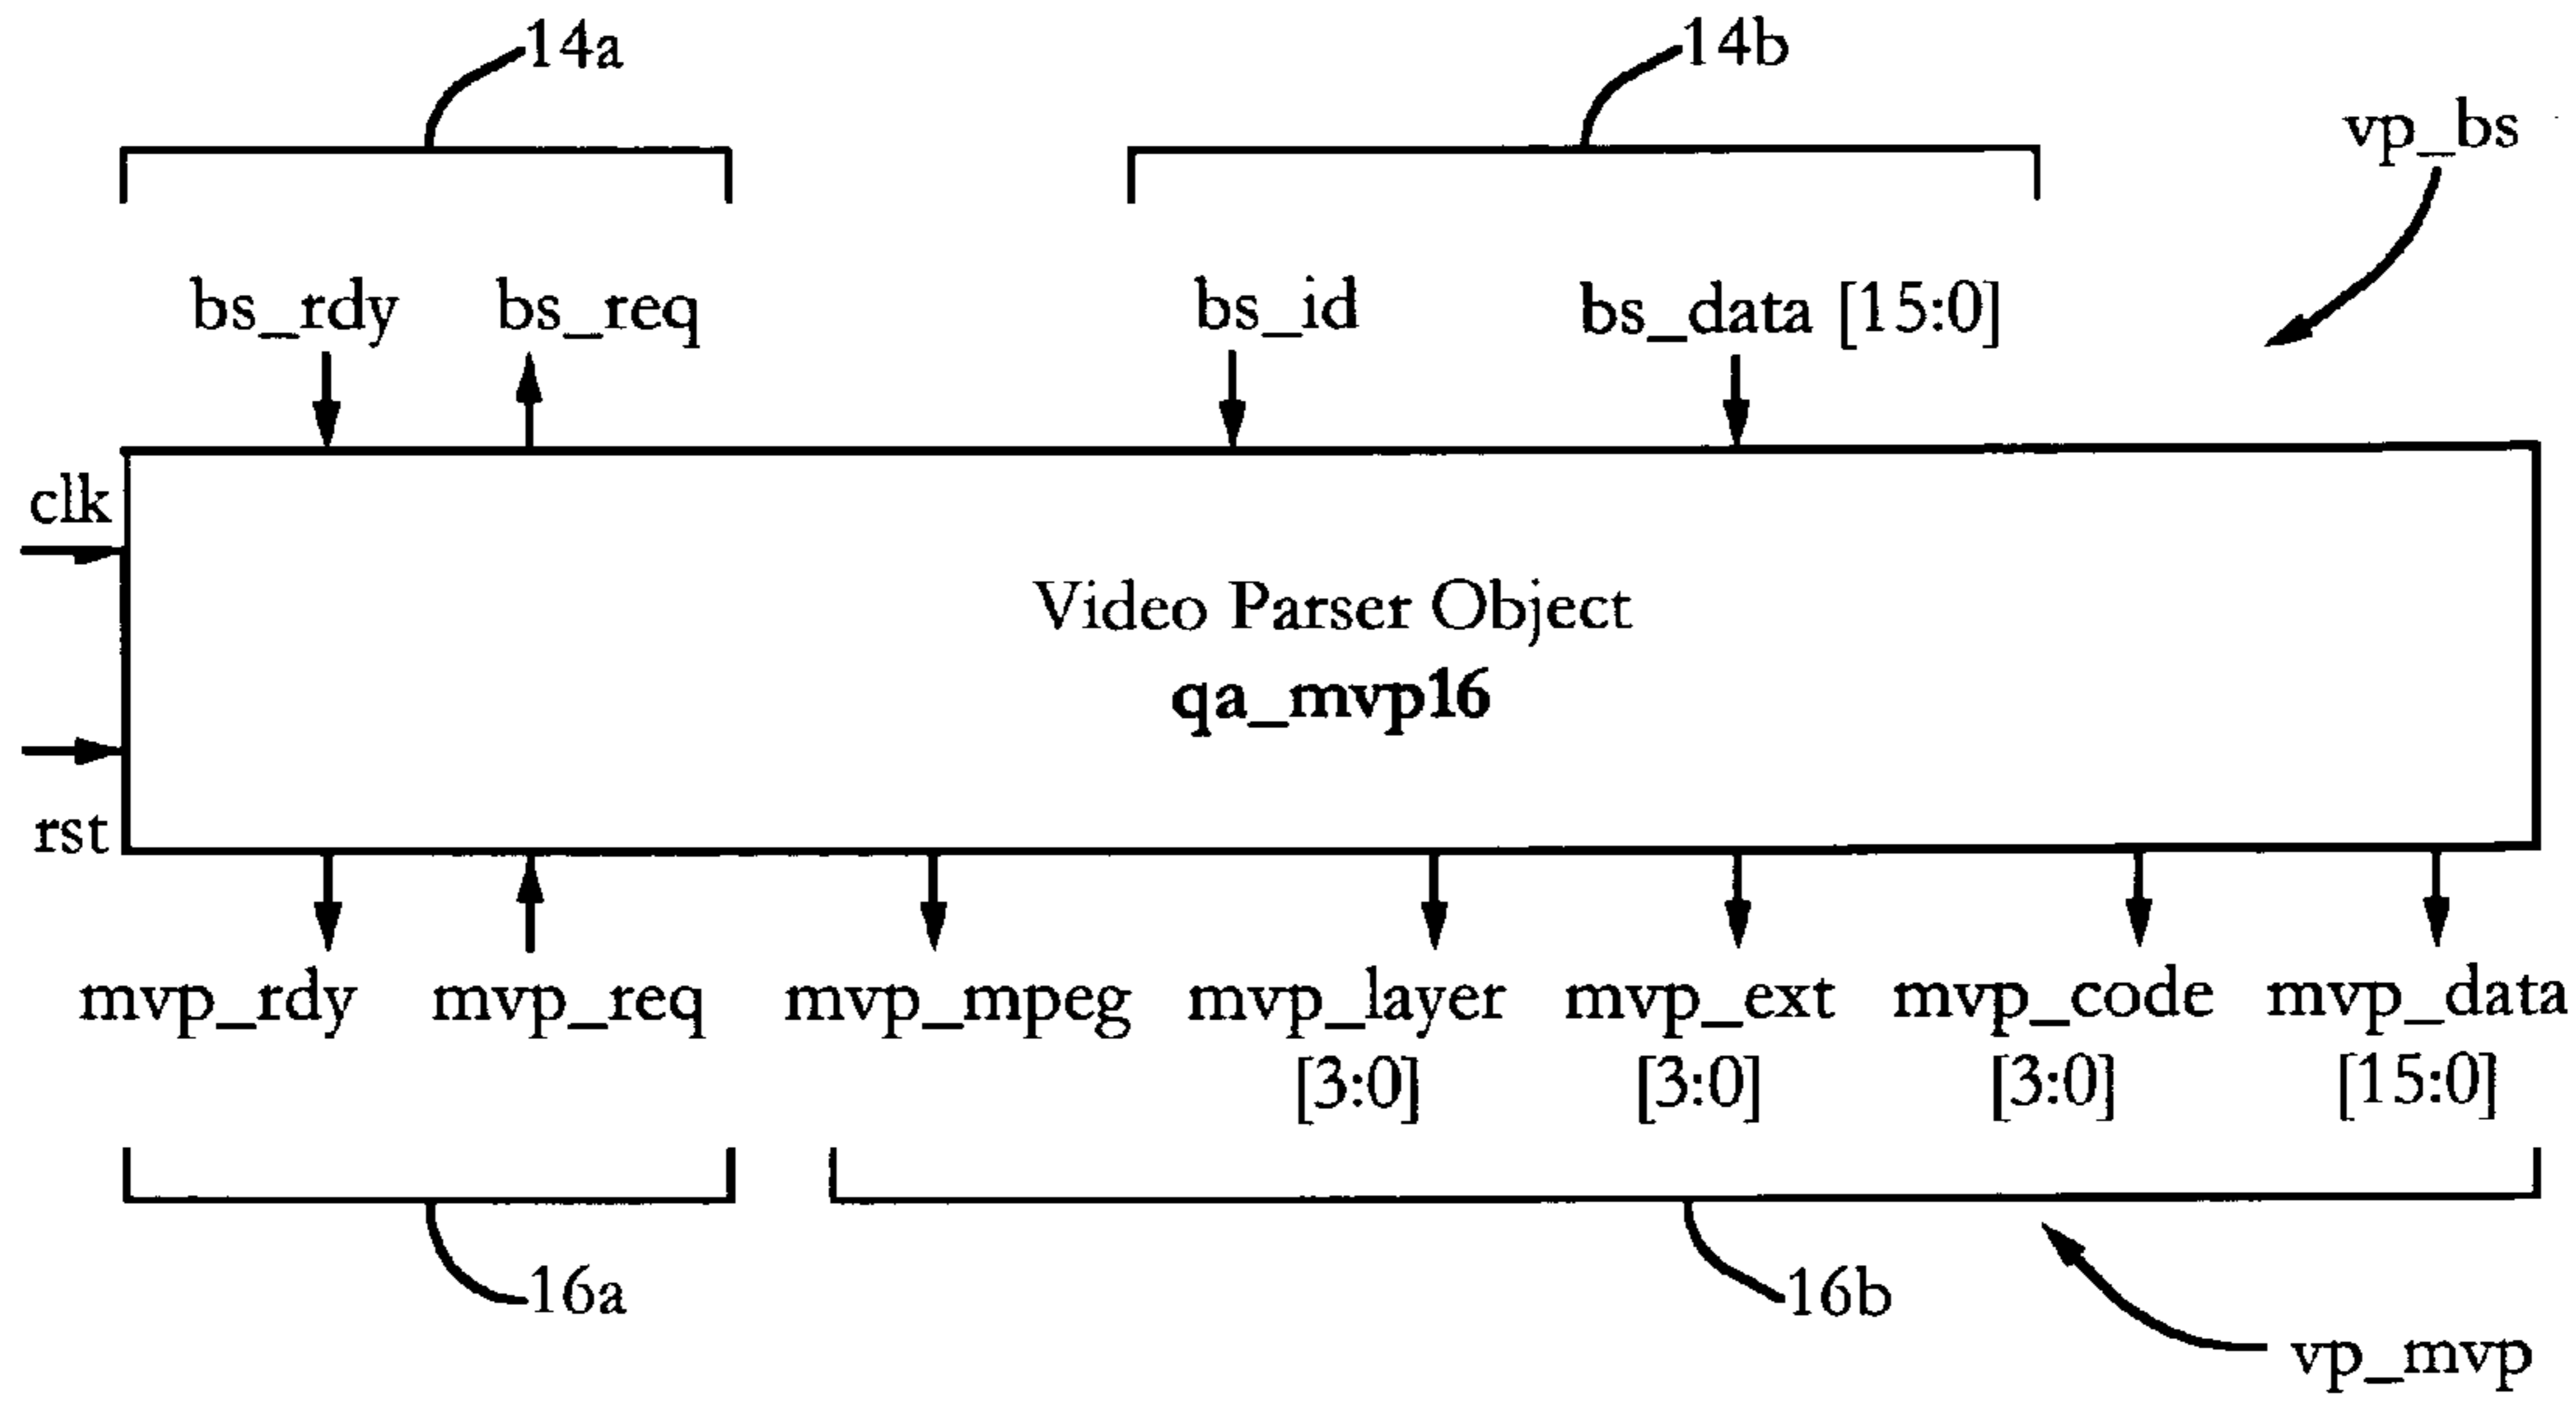 14a 14b
vp_bs
bs_rdy bs_req bs_id bs_data [15:0]
clk
Video Parser Object
qa_mvp16
rst
mvp_rdy mvp_req mvp_mpeg mvp_layer mvp_ext mvp_code mvp_data
[3:0] [3:0] [3:0] [15:0]
16a 16b
vp_mvp